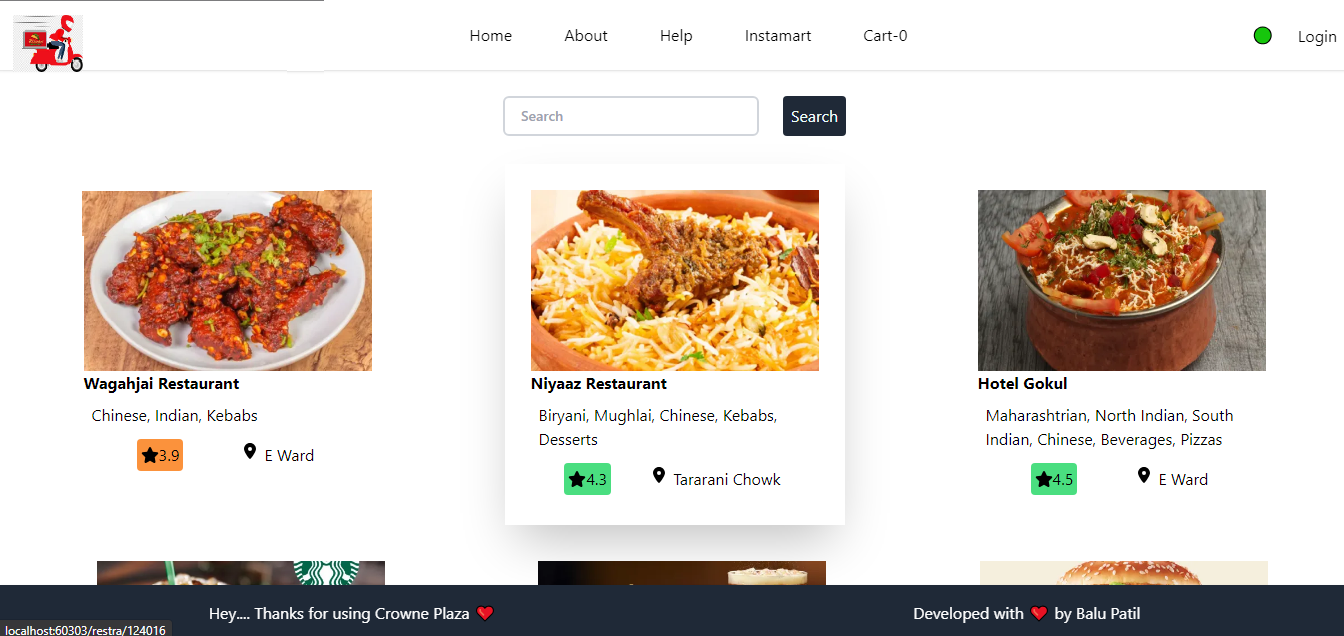 Home About Help Instamart Cart-0 Login
Search Search
Wagahjai Restaurant
Chinese, Indian, Kebabs
3.9 E Ward
Niyaaz Restaurant
Biryani, Mughlai, Chinese, Kebabs,
Desserts
4.3 Tararani Chowk
Hotel Gokul
Maharashtrian, North Indian, South
Indian, Chinese, Beverages, Pizzas
4.5 E Ward
Hey.... Thanks for using Crowne Plaza ❤️ Developed with ❤️ by Balu Patil
localhost:60303/restra/124016